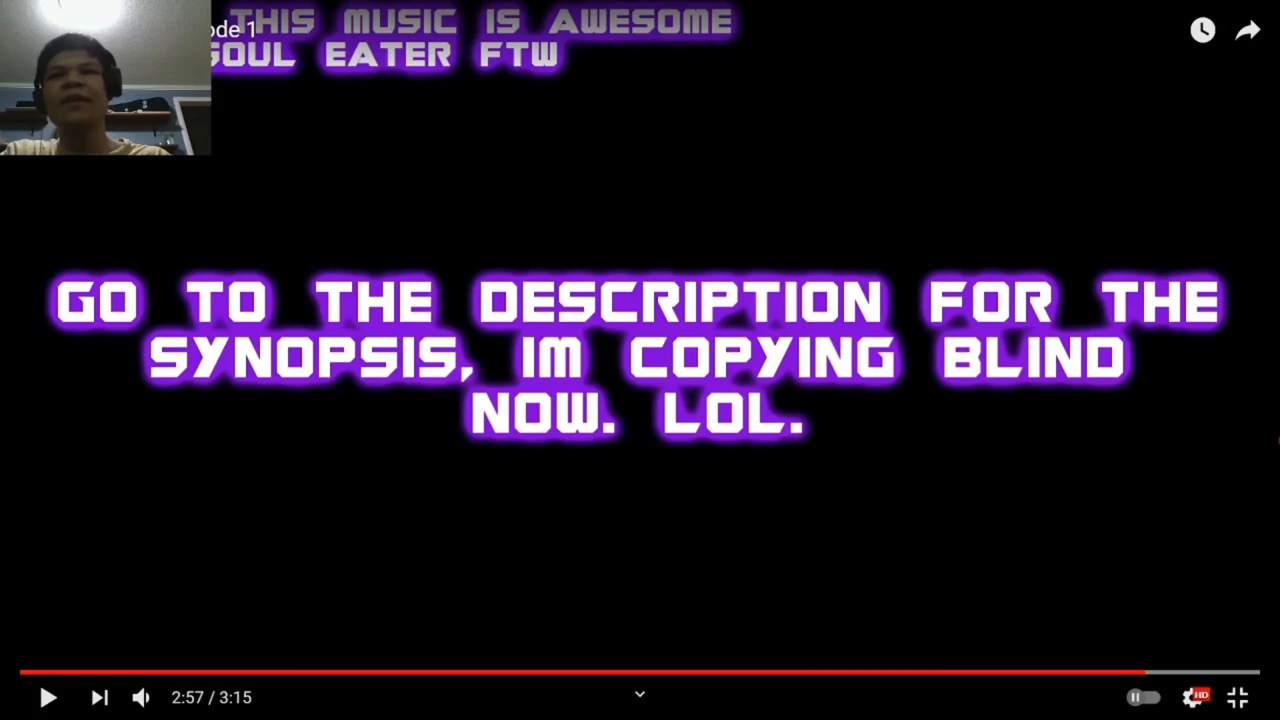 ode 1
THIS MUSIC IS AWESOME
SOUL EATER FTW
GO TO THE DESCRIPTION FOR THE
SYNOPSIS, IM COPYING BLIND
NOW. LOL.
2:57 / 3:15
HD